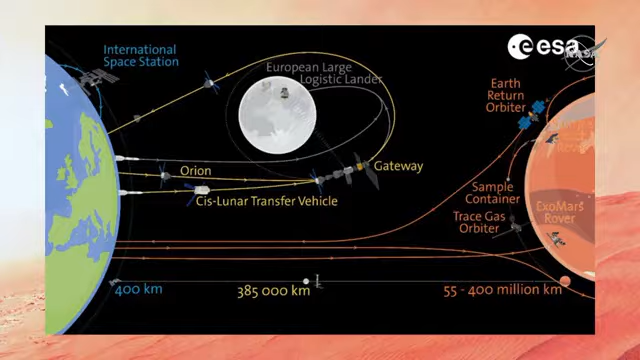 esa
NASA
International
Space Station
European Large
Logistic Lander
Earth
Return
Orbiter
Orion
Gateway
Cis-Lunar Transfer Vehicle
Sample
Container
Trace Gas
Orbiter
ExoMars
Rover
400 km
385 000 km
55 - 400 million km